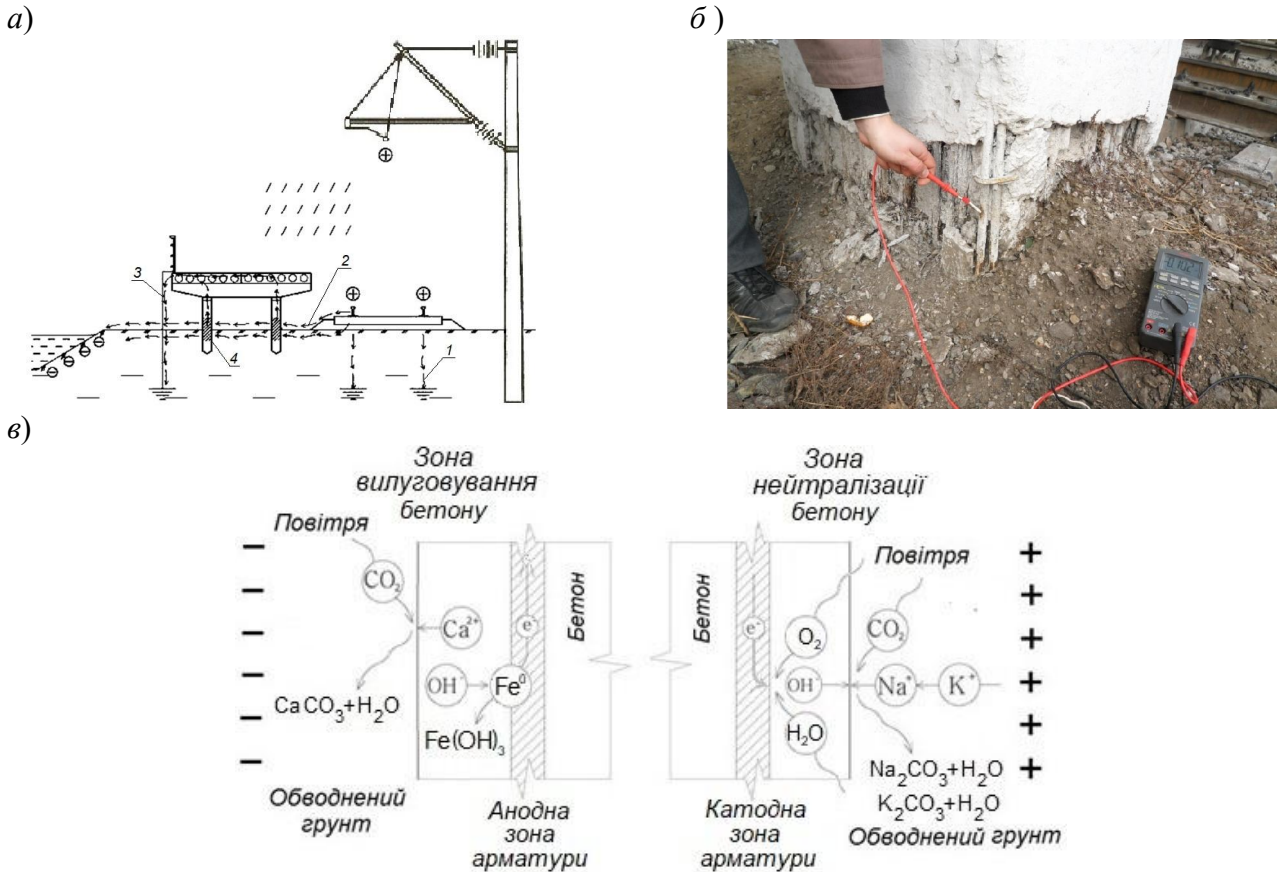 а)
б )
3
2
4
1
в)
Зона
вилуговування
бетону
Зона
нейтралізації
бетону
Повітря
Повітря
CO₂
Ca²⁺
e⁻
Бетон
Бетон
e⁻
O₂
CO₂
OH⁻
Fe⁰
OH⁻
Na⁺
K⁺
CaCO₃+H₂O
Fe(OH)₃
H₂O
Na₂CO₃+H₂O
K₂CO₃+H₂O
Обводнений
грунт
Анодна
зона
арматури
Катодна
зона
арматури
Обводнений грунт